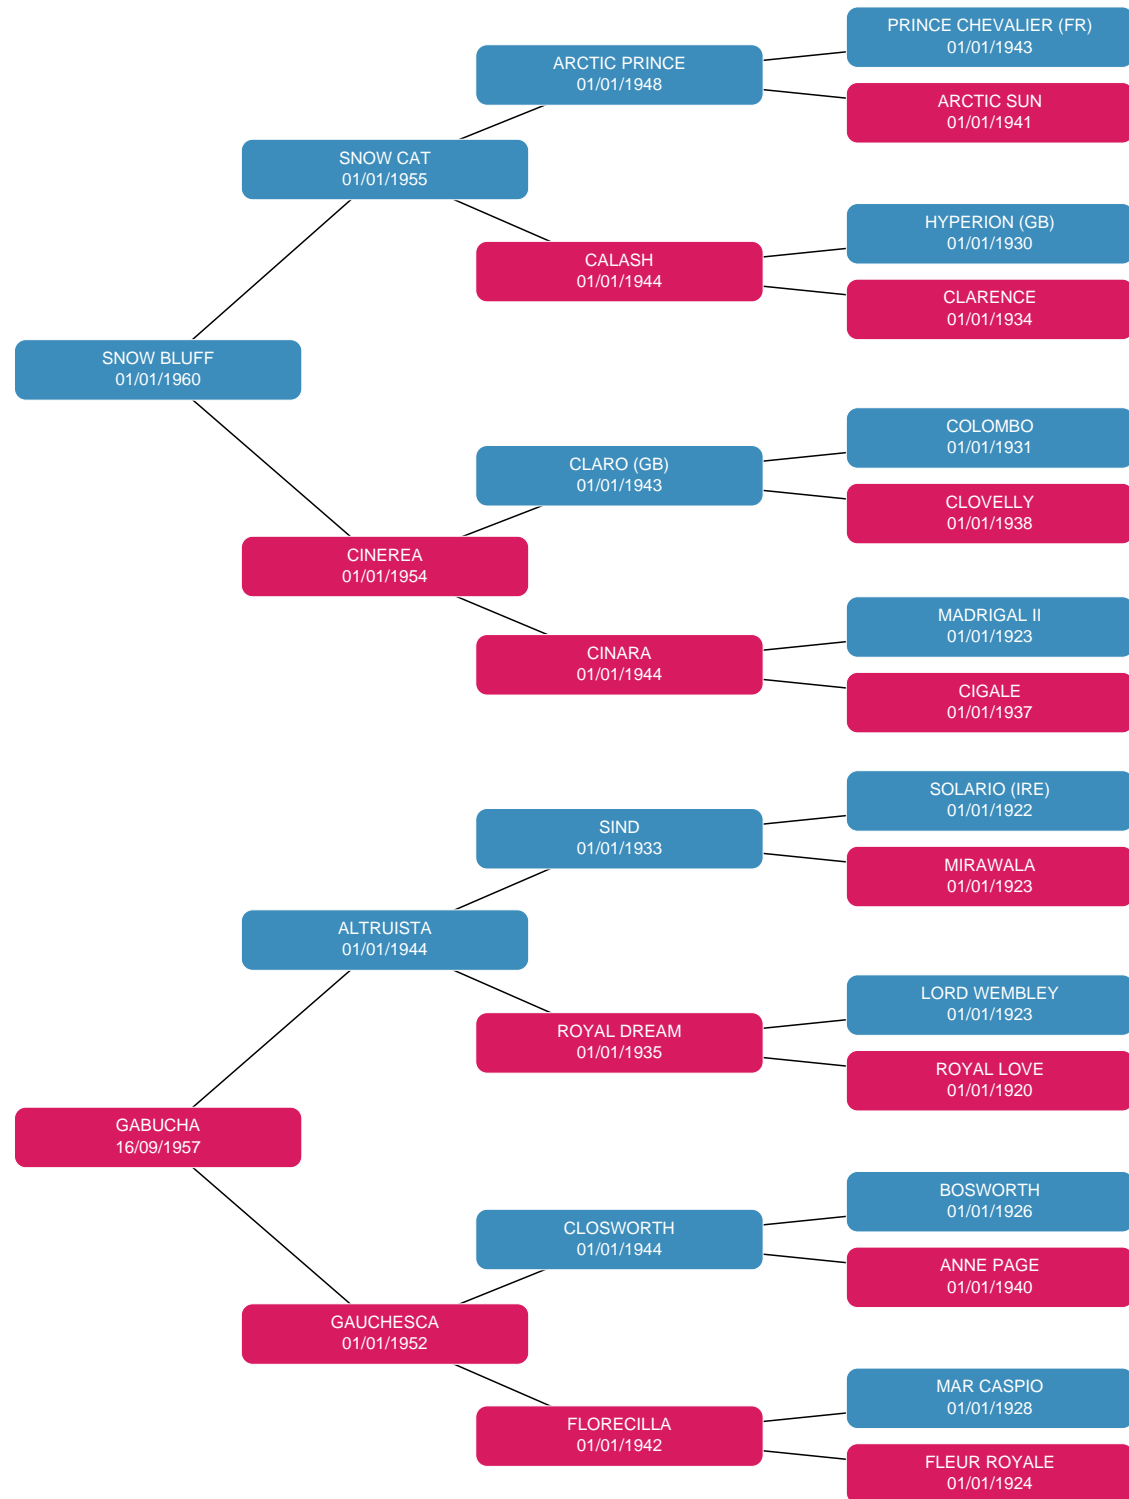 PRINCE CHEVALIER (FR)
01/01/1943
ARCTIC PRINCE
01/01/1948
ARCTIC SUN
01/01/1941
SNOW CAT
01/01/1955
HYPERION (GB)
01/01/1930
CALASH
01/01/1944
CLARENCE
01/01/1934
SNOW BLUFF
01/01/1960
COLOMBO
01/01/1931
CLARO (GB)
01/01/1943
CLOVELLY
01/01/1938
CINEREA
01/01/1954
MADRIGAL II
01/01/1923
CINARA
01/01/1944
CIGALE
01/01/1937
SOLARIO (IRE)
01/01/1922
SIND
01/01/1933
MIRAWALA
01/01/1923
ALTRUISTA
01/01/1944
LORD WEMBLEY
01/01/1923
ROYAL DREAM
01/01/1935
ROYAL LOVE
01/01/1920
GABUCHA
16/09/1957
BOSWORTH
01/01/1926
CLOSWORTH
01/01/1944
ANNE PAGE
01/01/1940
GAUCHESCA
01/01/1952
MAR CASPIO
01/01/1928
FLORECILLA
01/01/1942
FLEUR ROYALE
01/01/1924